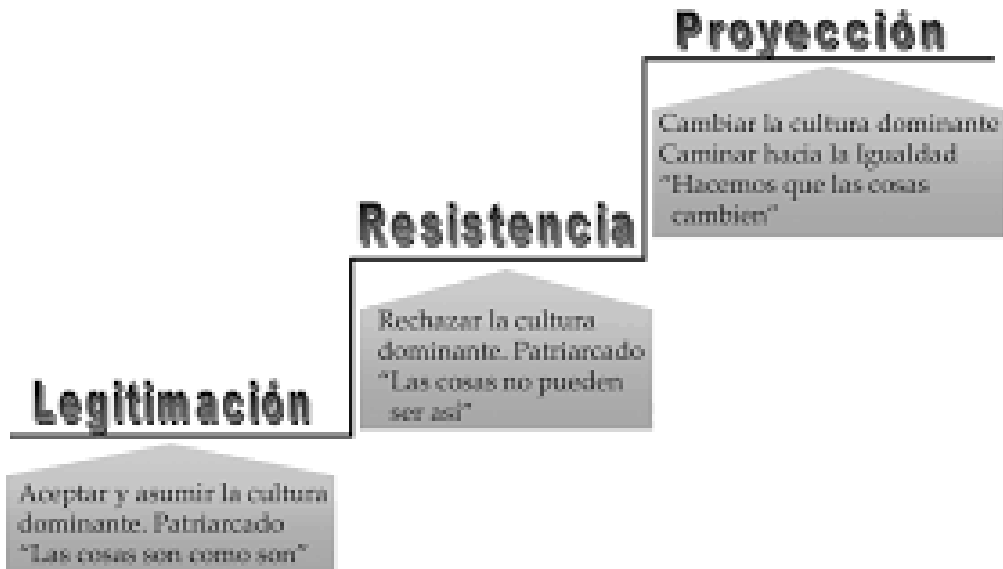 Proyección
Cambiar la cultura dominante
Caminar hacia la Igualdad
"Hacemos que las cosas
cambien"
Resistencia
Rechazar la cultura
dominante. Patriarcado
"Las cosas no pueden
ser así"
Legitimación
Aceptar y asumir la cultura
dominante. Patriarcado
"Las cosas son como son"